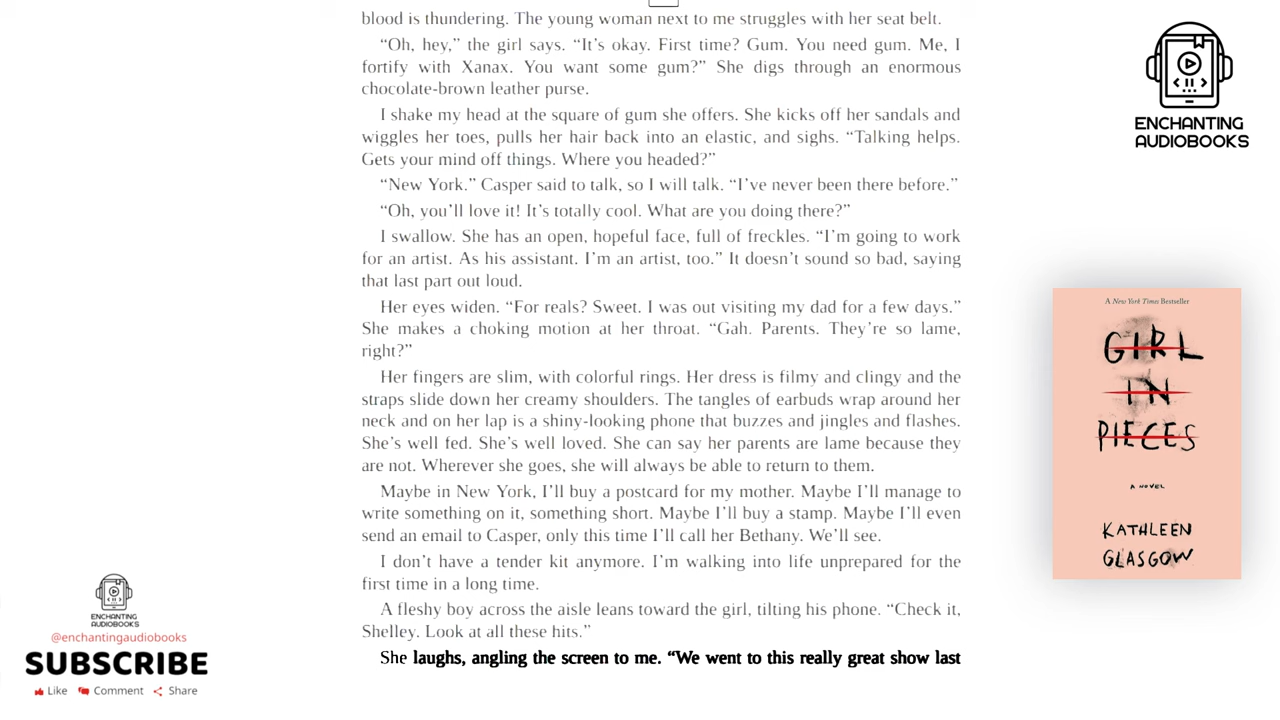 blood is thundering. The young woman next to me struggles with her seat belt.
“Oh, hey,” the girl says. “It’s okay. First time? Gum. You need gum. Me, I
fortify with Xanax. You want some gum?” She digs through an enormous
chocolate-brown leather purse.
I shake my head at the square of gum she offers. She kicks off her sandals and
wiggles her toes, pulls her hair back into an elastic, and sighs. “Talking helps.
Gets your mind off things. Where you headed?”
“New York.” Casper said to talk, so I will talk. “I’ve never been there before.”
“Oh, you’ll love it! It’s totally cool. What are you doing there?”
I swallow. She has an open, hopeful face, full of freckles. “I’m going to work
for an artist. As his assistant. I’m an artist, too.” It doesn’t sound so bad, saying
that last part out loud.
Her eyes widen. “For reals? Sweet. I was out visiting my dad for a few days.”
She makes a choking motion at her throat. “Gah. Parents. They’re so lame,
right?”
Her fingers are slim, with colorful rings. Her dress is filmy and clingy and the
straps slide down her creamy shoulders. The tangles of earbuds wrap around her
neck and on her lap is a shiny-looking phone that buzzes and jingles and flashes.
She’s well fed. She’s well loved. She can say her parents are lame because they
are not. Wherever she goes, she will always be able to return to them.
Maybe in New York, I’ll buy a postcard for my mother. Maybe I’ll manage to
write something on it, something short. Maybe I’ll buy a stamp. Maybe I’ll even
send an email to Casper, only this time I’ll call her Bethany. We’ll see.
I don’t have a tender kit anymore. I’m walking into life unprepared for the
first time in a long time.
A fleshy boy across the aisle leans toward the girl, tilting his phone. “Check it,
Shelley. Look at all these hits.”
She laughs, angling the screen to me. “We went to this really great show last
ENCHANTING
AUDIOBOOKS
A New York Times Bestseller
GIRL
IN
PIECES
A NOVEL
KATHLEEN
GLASGOW
ENCHANTING
AUDIOBOOKS
@enchantingaudiobooks
SUBSCRIBE
Like Comment Share